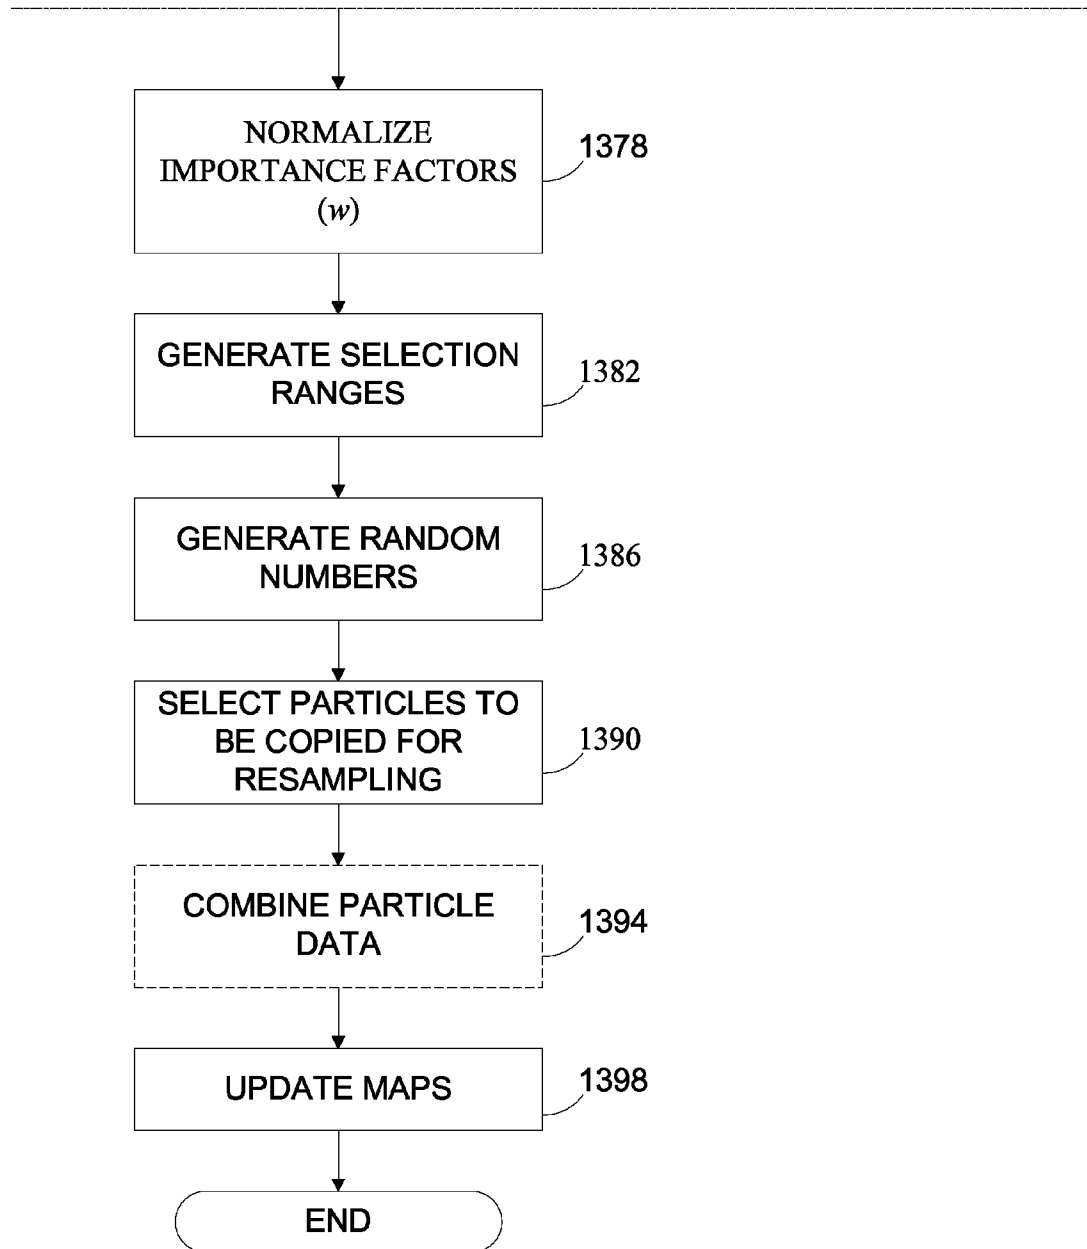 NORMALIZE
IMPORTANCE FACTORS
(w)
1378
GENERATE SELECTION
RANGES
1382
GENERATE RANDOM
NUMBERS
1386
SELECT PARTICLES TO
BE COPIED FOR
RESAMPLING
1390
COMBINE PARTICLE
DATA
1394
UPDATE MAPS
1398
END